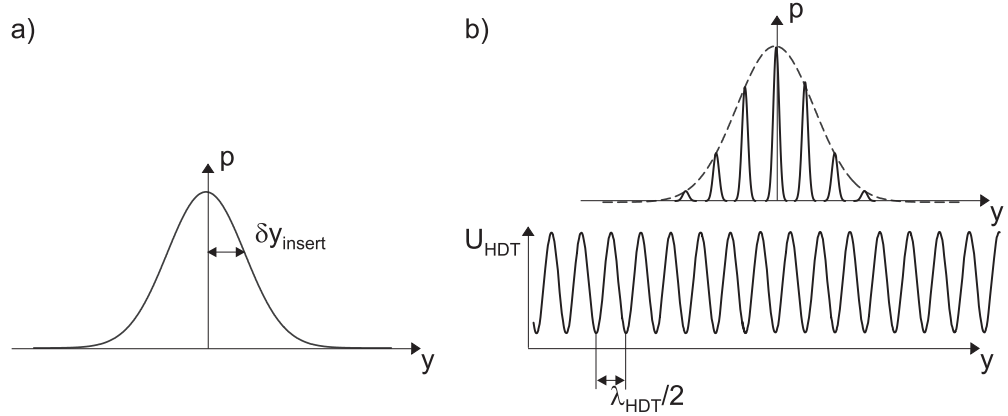 a)
p
δy_insert
y
b)
p
y
U_HDT
y
λ_HDT/2